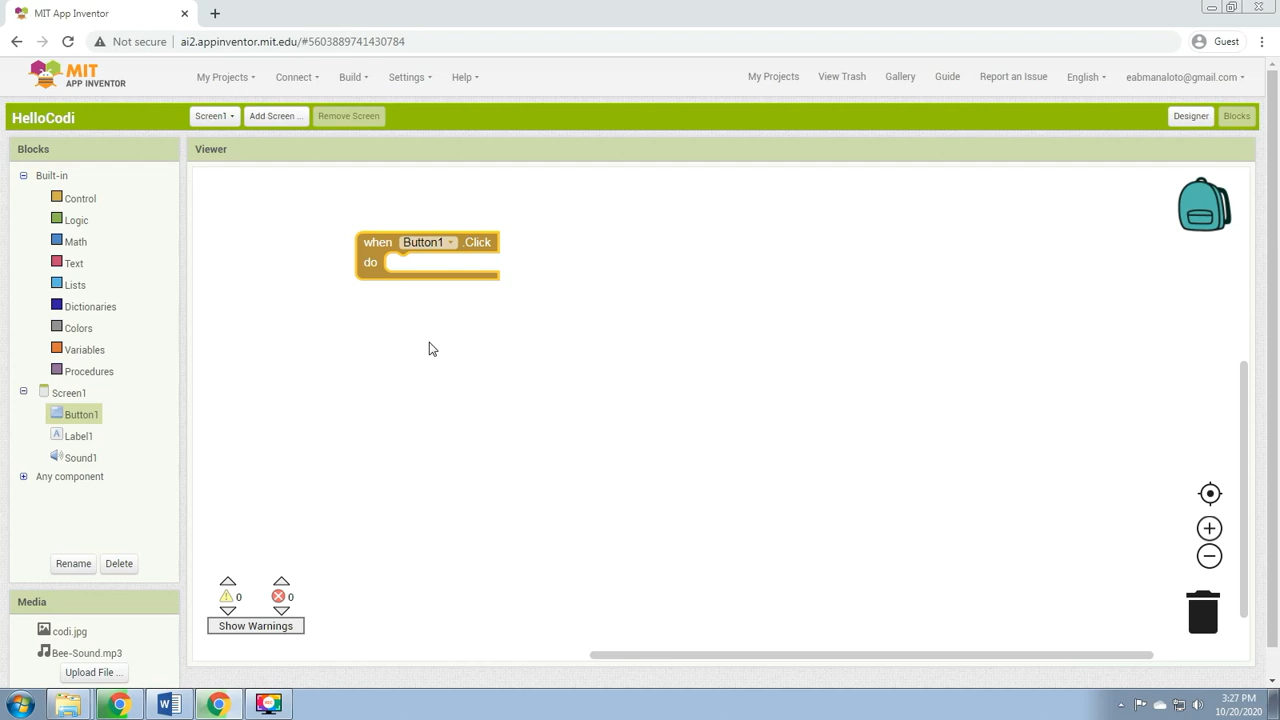 MIT App Inventor
Not secure ai2.appinventor.mit.edu/#5603889741430784 Guest
MIT APP INVENTOR
My Projects Connect Build Settings Help My Projects View Trash Gallery Guide Report an Issue English eabmanaloto@gmail.com
HelloCodi Screen1 Add Screen ... Remove Screen Designer Blocks
Blocks Viewer
Built-in
Control
Logic
Math
Text
Lists
Dictionaries
Colors
Variables
Procedures
Screen1
Button1
Label1
Sound1
Any component
Rename Delete
when Button1 .Click
do
0 0
Show Warnings
Media
codi.jpg
Bee-Sound.mp3
Upload File ...
3:27 PM
10/20/2020